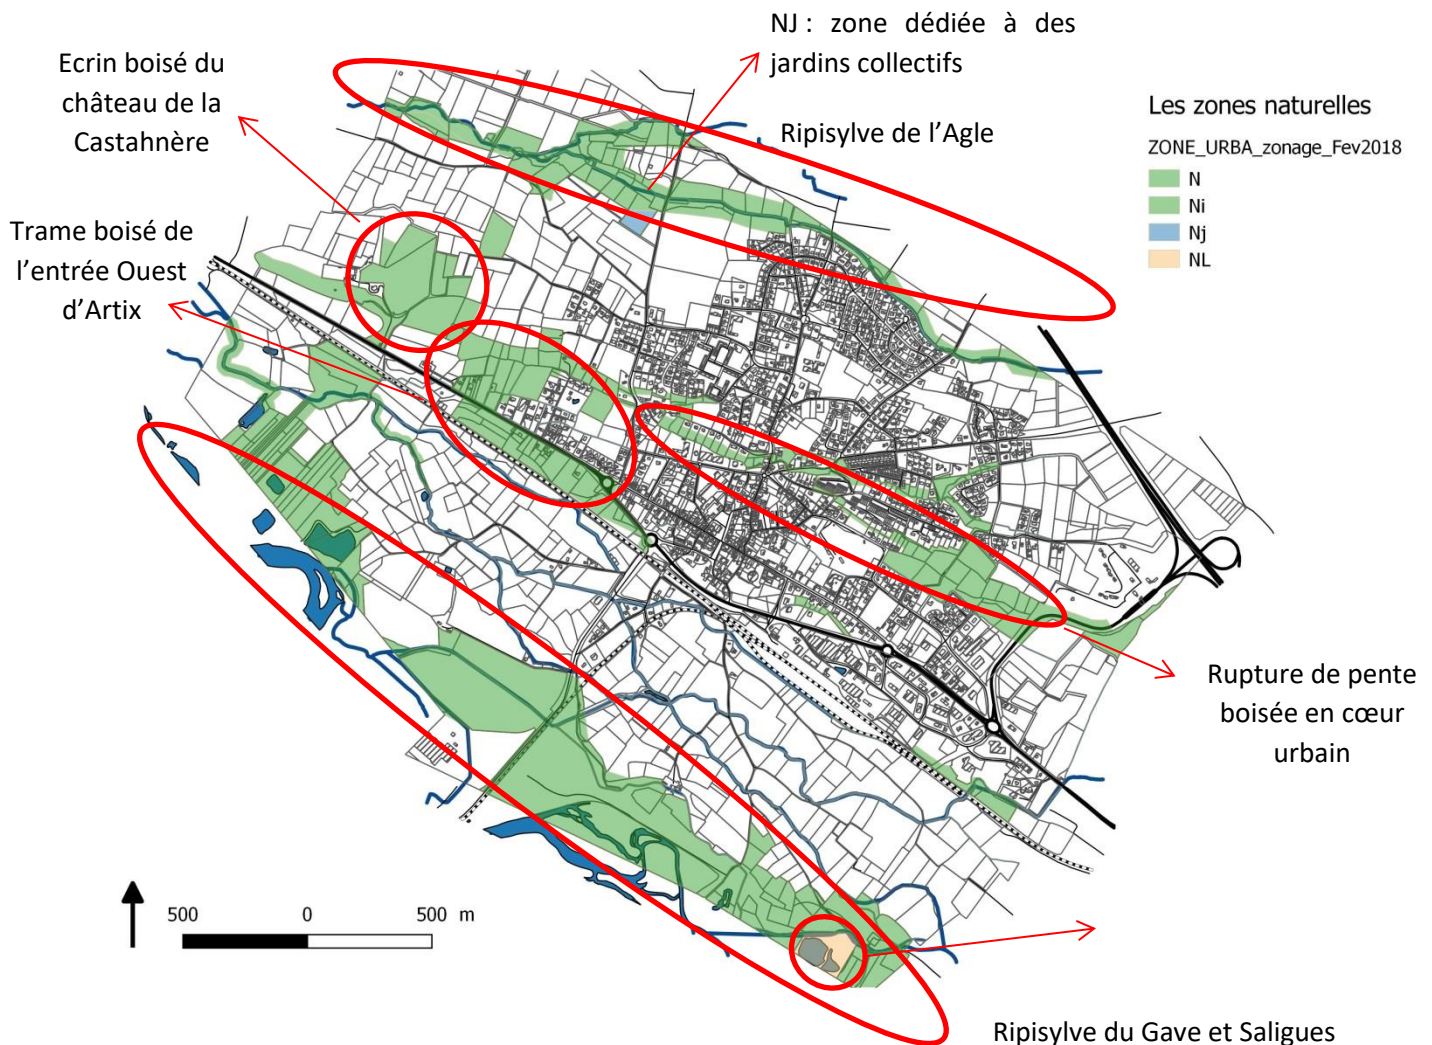 NJ : zone dédiée à des
jardins collectifs
Ecrin boisé du
château de la
Castahnère
Ripisylve de l’Agle
Les zones naturelles
ZONE_URBA_zonage_Fev2018
N
Ni
Nj
NL
Trame boisé de
l’entrée Ouest
d’Artix
Rupture de pente
boisée en cœur
urbain
500 0 500 m
Ripisylve du Gave et Saligues